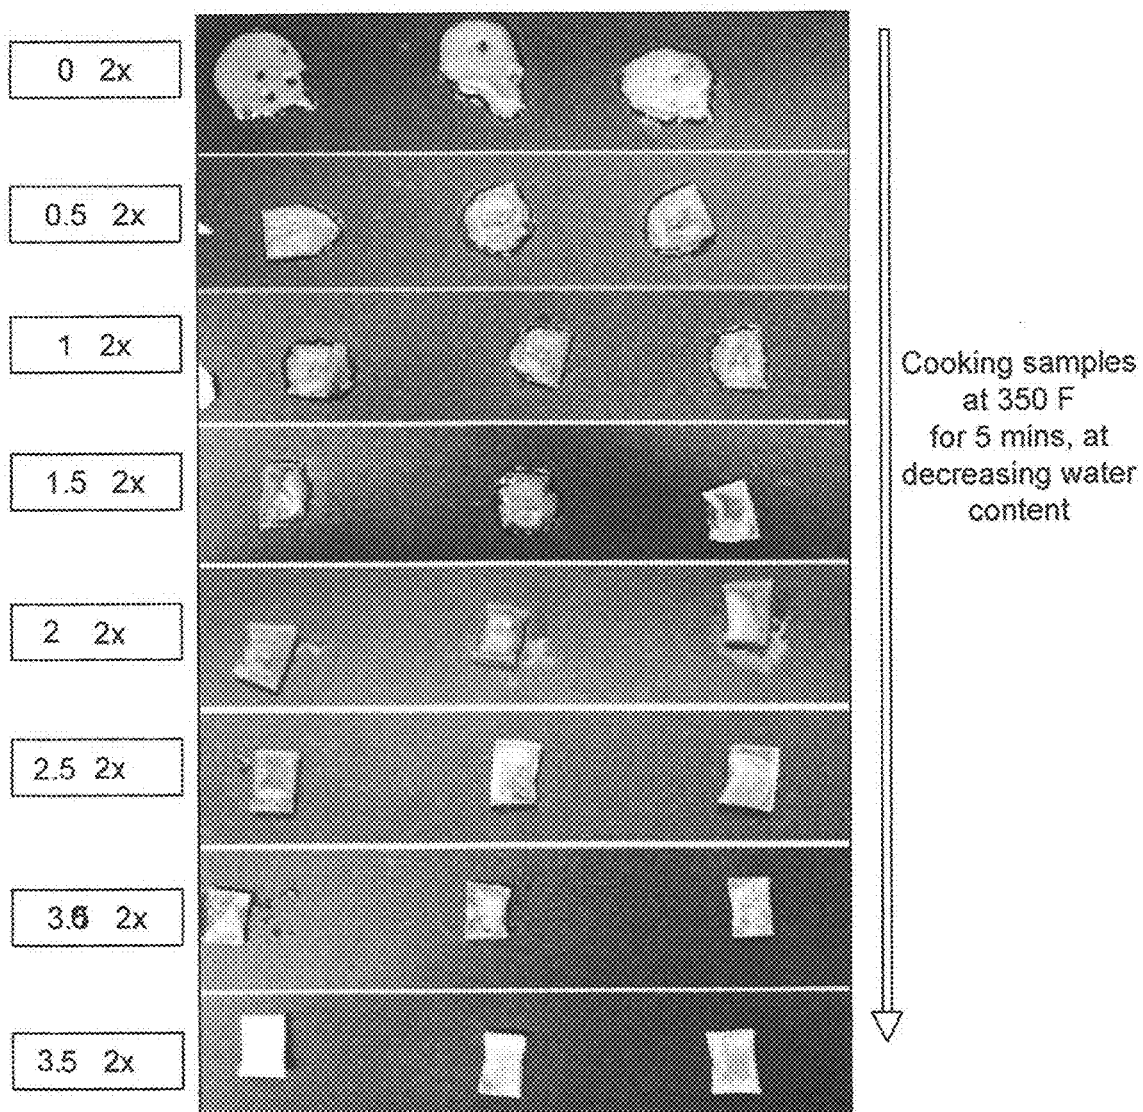 0 2x
0.5 2x
1 2x
1.5 2x
2 2x
2.5 2x
2x
3.5 2x
Cooking samples
at 350 F
for 5 mins, at
decreasing water
content